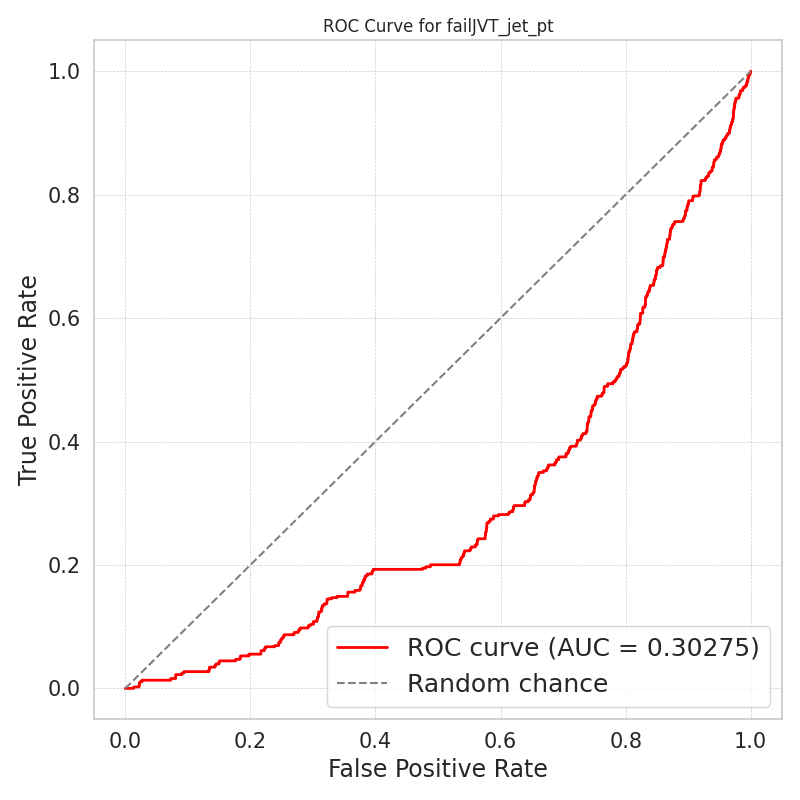 ROC Curve for failJVT_jet_pt
1.0
0.8
0.6
0.4
0.2
0.0
True Positive Rate
ROC curve (AUC = 0.30275)
Random chance
0.0 0.2 0.4 0.6 0.8 1.0
False Positive Rate